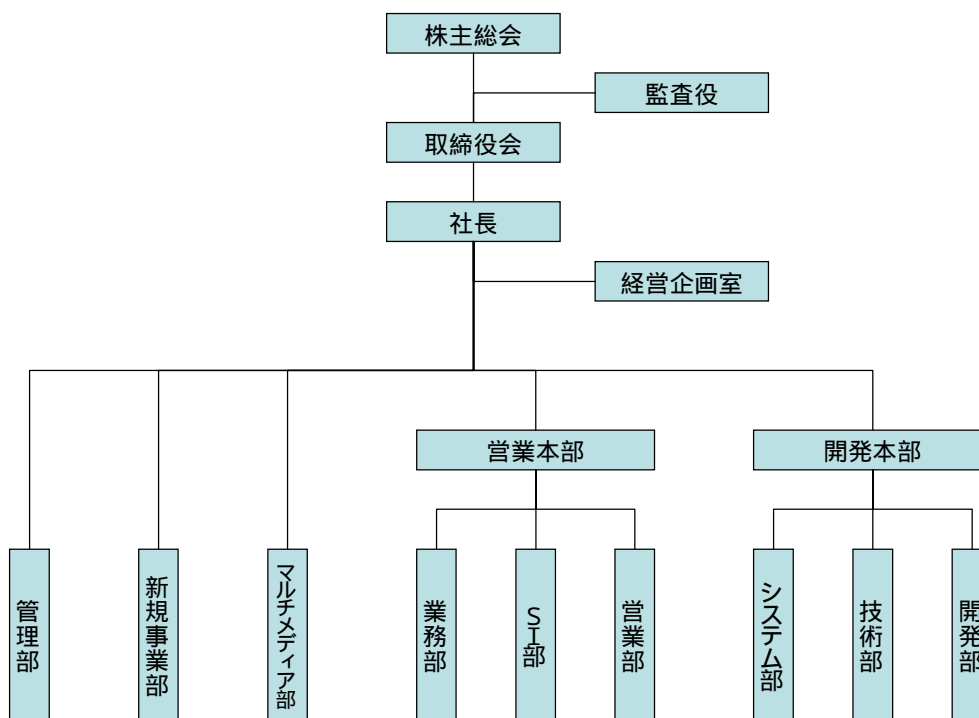 株主総会
監査役
取締役会
社長
経営企画室
営業本部
開発本部
管理部
新規事業部
マルチメディア部
業務部
SI部
営業部
システム部
技術部
開発部